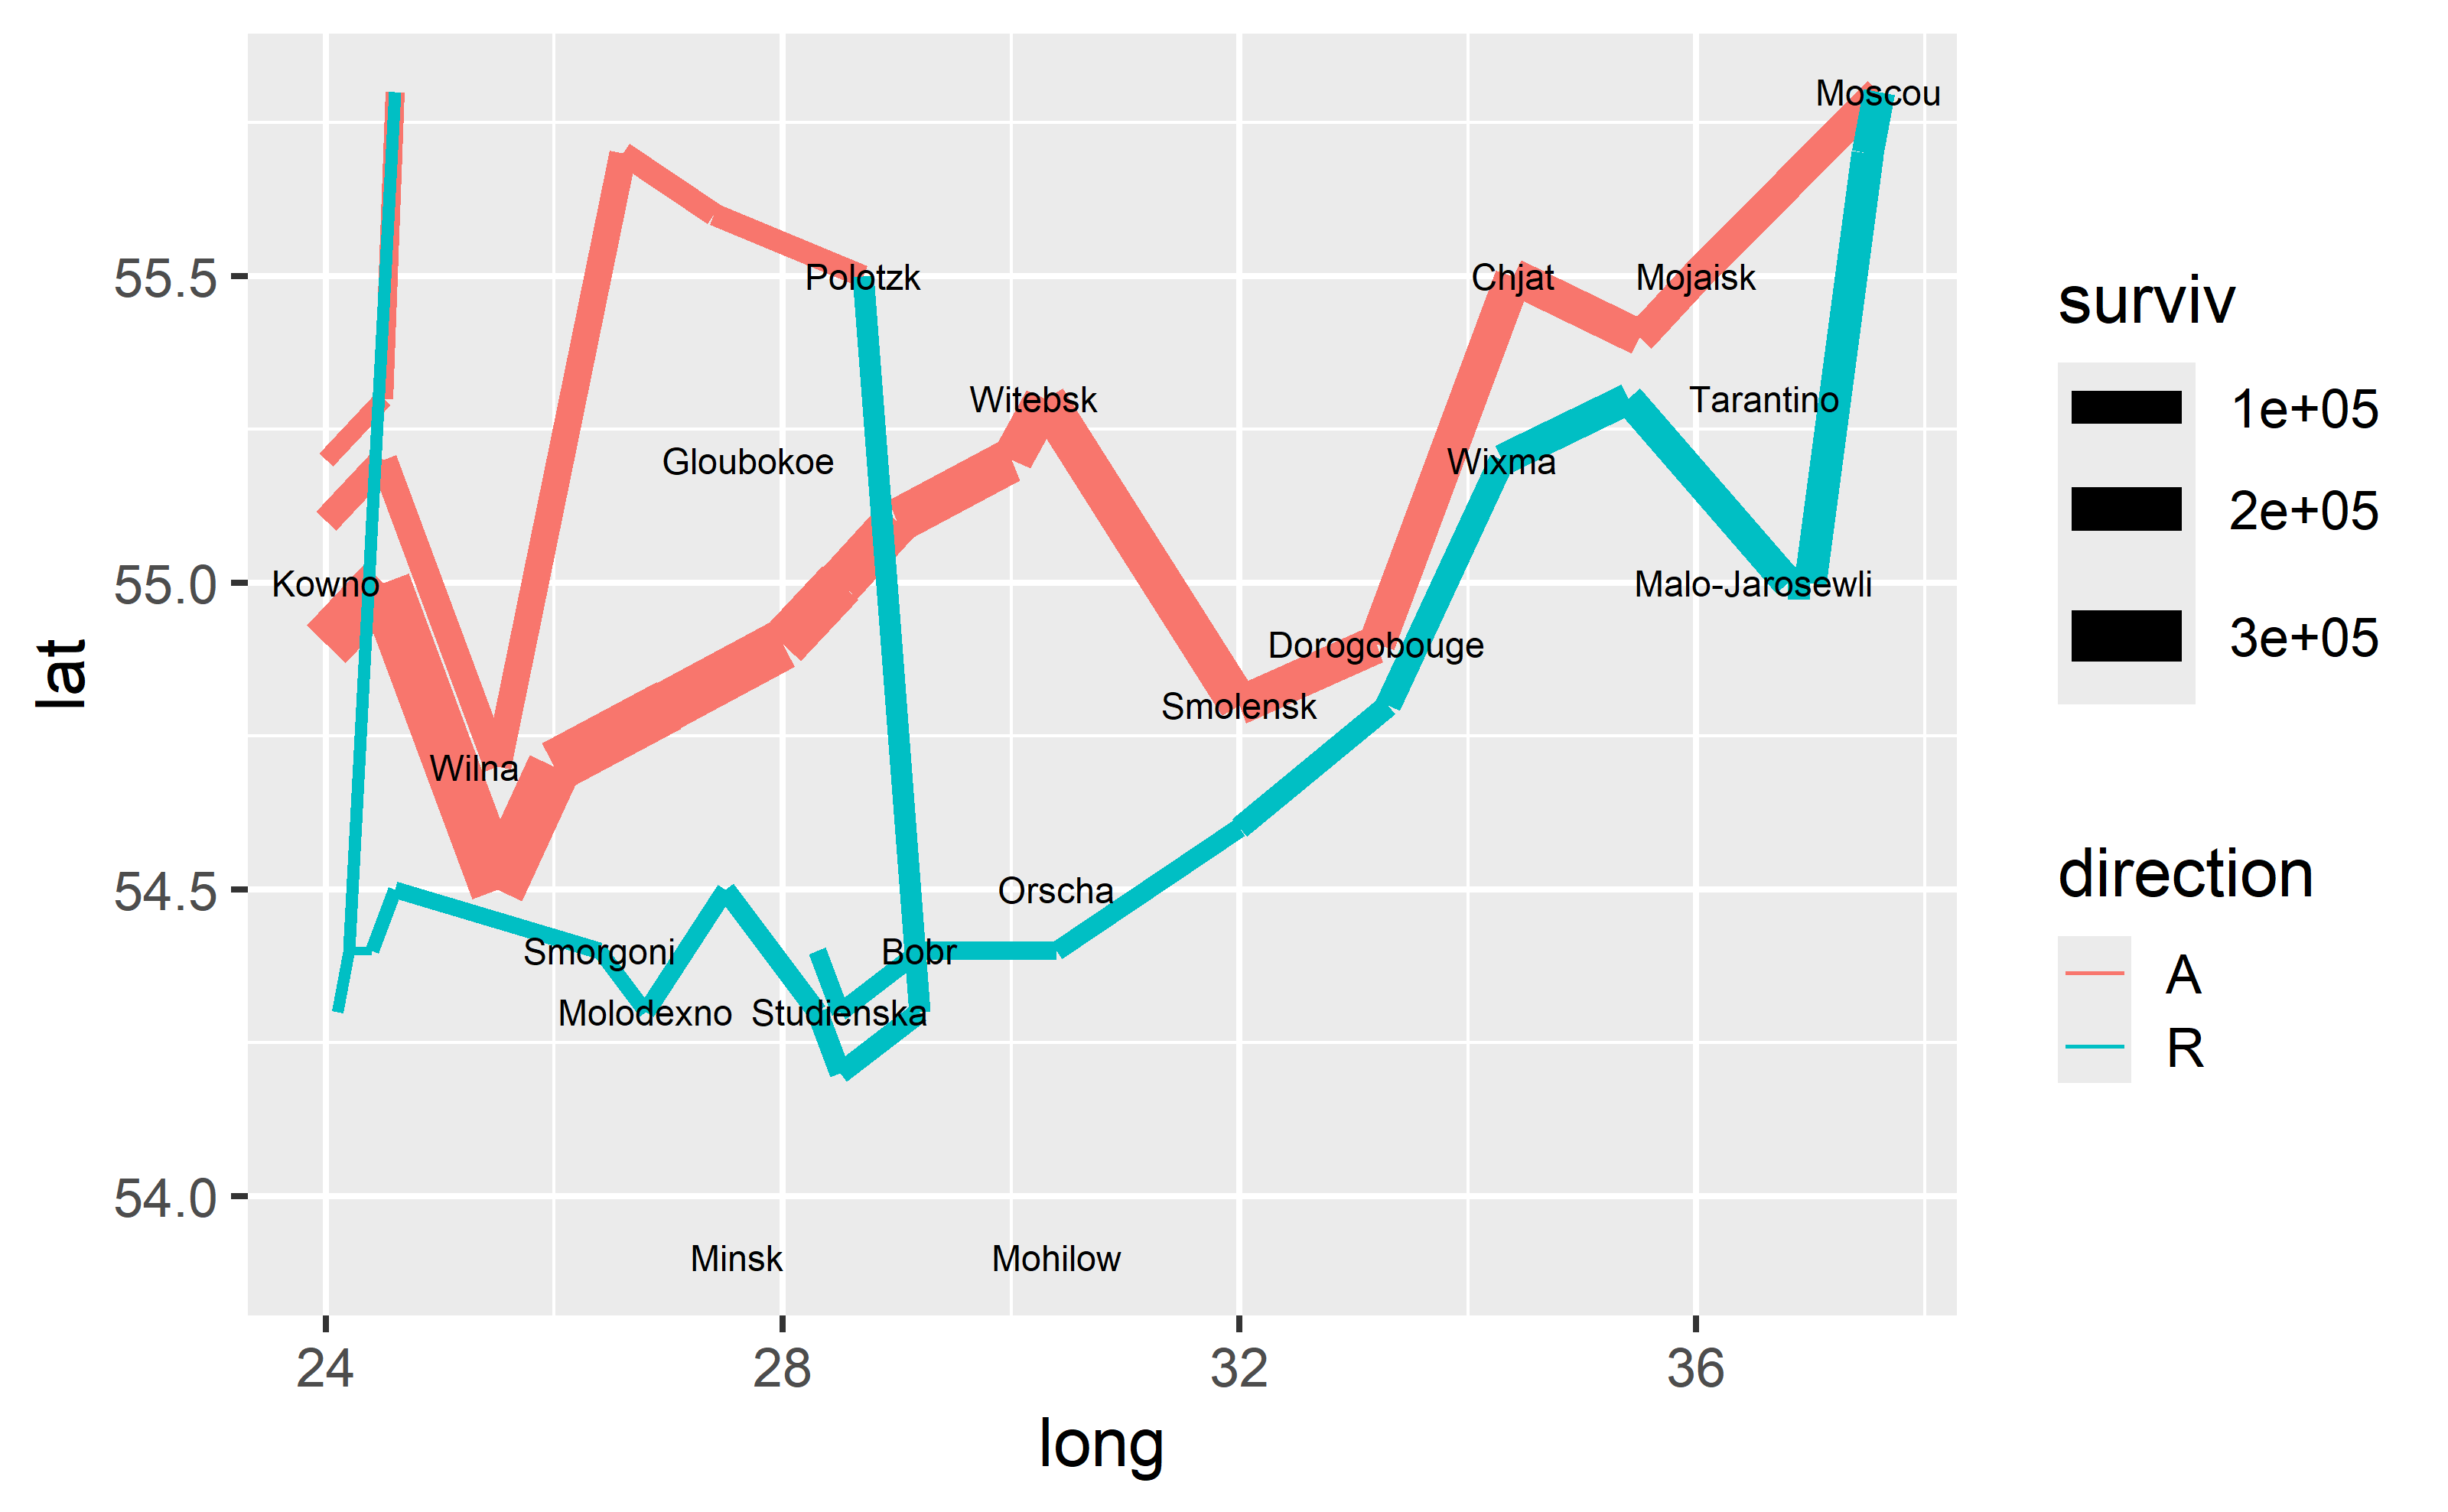 Moscou
Polotzk
Chjat
Mojaisk
55.5
surviv
Witebsk
Tarantino
1e+05
Gloubokoe
Wixma
2e+05
55.0
Kowno
Malo-Jarosewli
3e+05
Dorogobouge
lat
Smolensk
Wilna
direction
54.5
Orscha
Smorgoni
Bobr
A
Molodexno
Studienska
R
54.0
Minsk
Mohilow
24
28
32
36
long